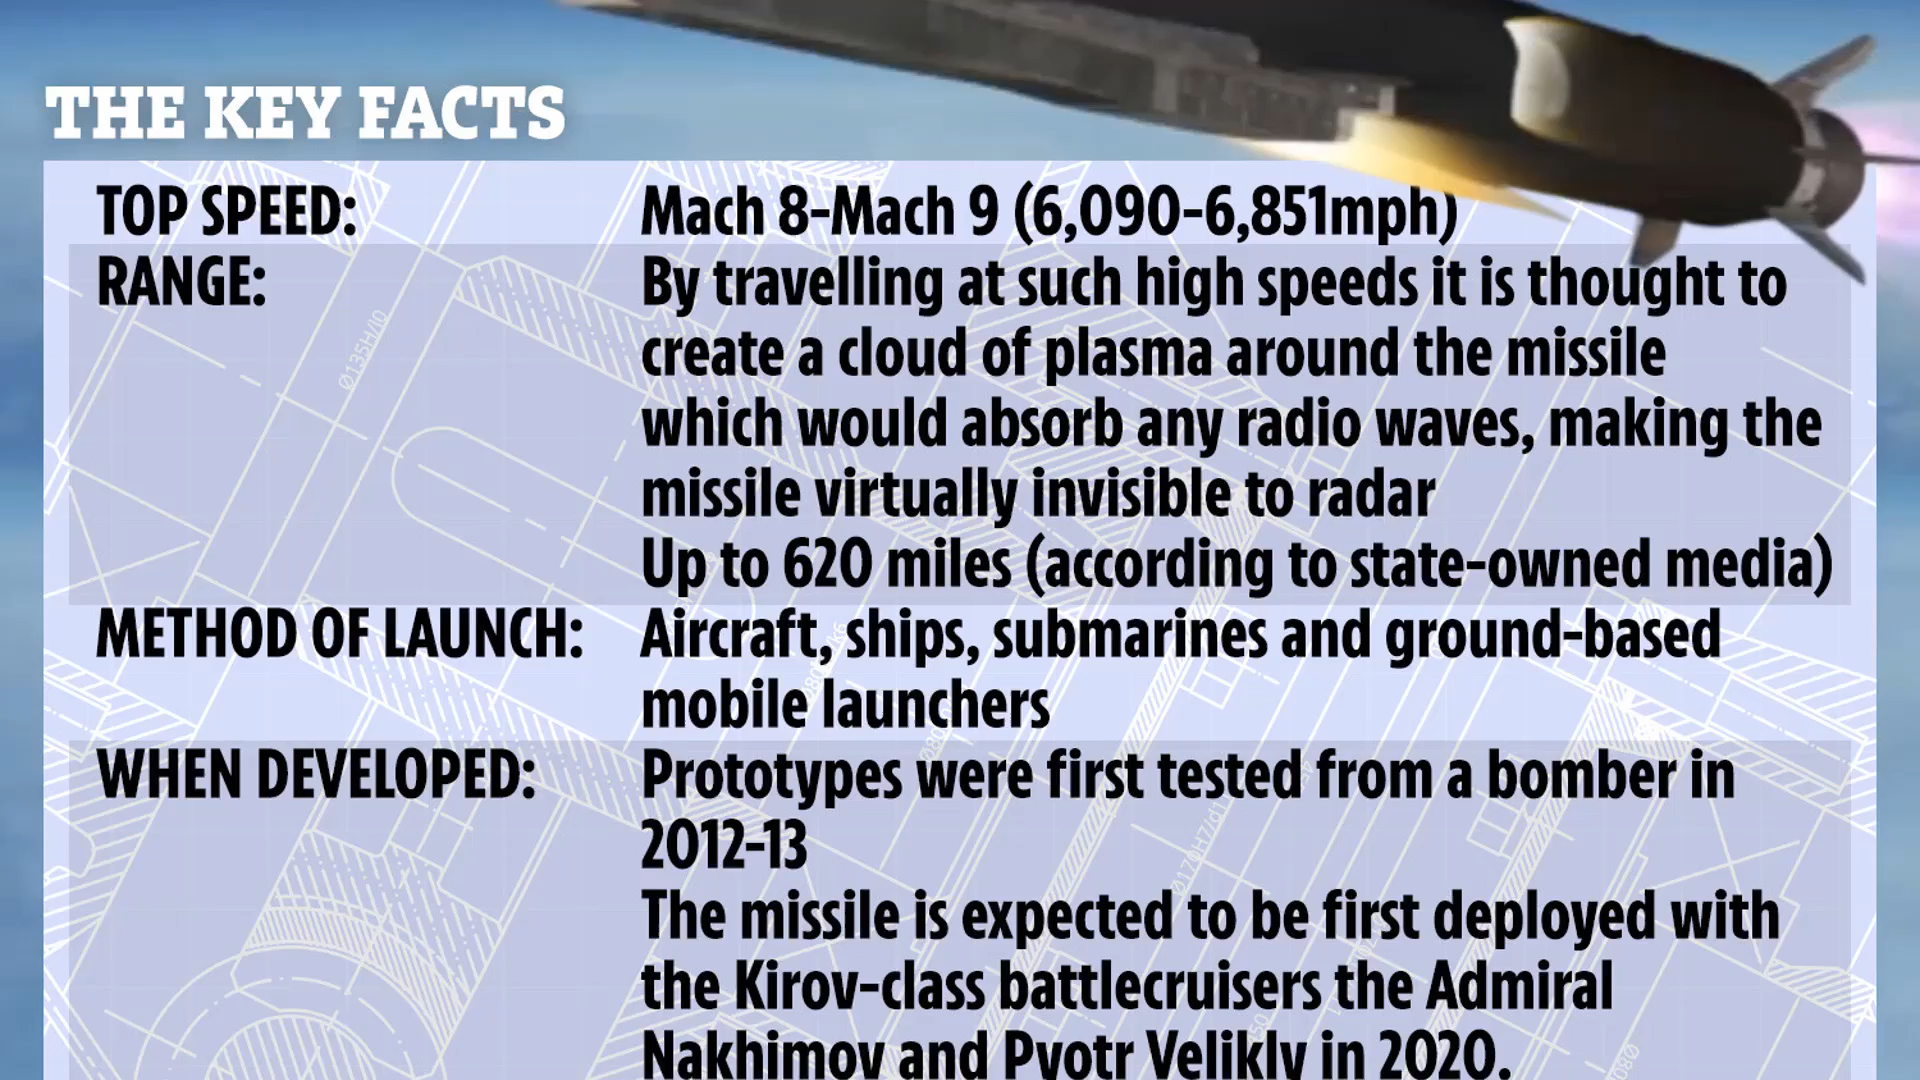 THE KEY FACTS
TOP SPEED: Mach 8-Mach 9 (6,090-6,851mph)
RANGE: By travelling at such high speeds it is thought to
create a cloud of plasma around the missile
which would absorb any radio waves, making the
missile virtually invisible to radar
Up to 620 miles (according to state-owned media)
METHOD OF LAUNCH: Aircraft, ships, submarines and ground-based
mobile launchers
WHEN DEVELOPED: Prototypes were first tested from a bomber in
2012-13
The missile is expected to be first deployed with
the Kirov-class battlecruisers the Admiral
Nakhimov and Pyotr Velikly in 2020.
Ø135H/10